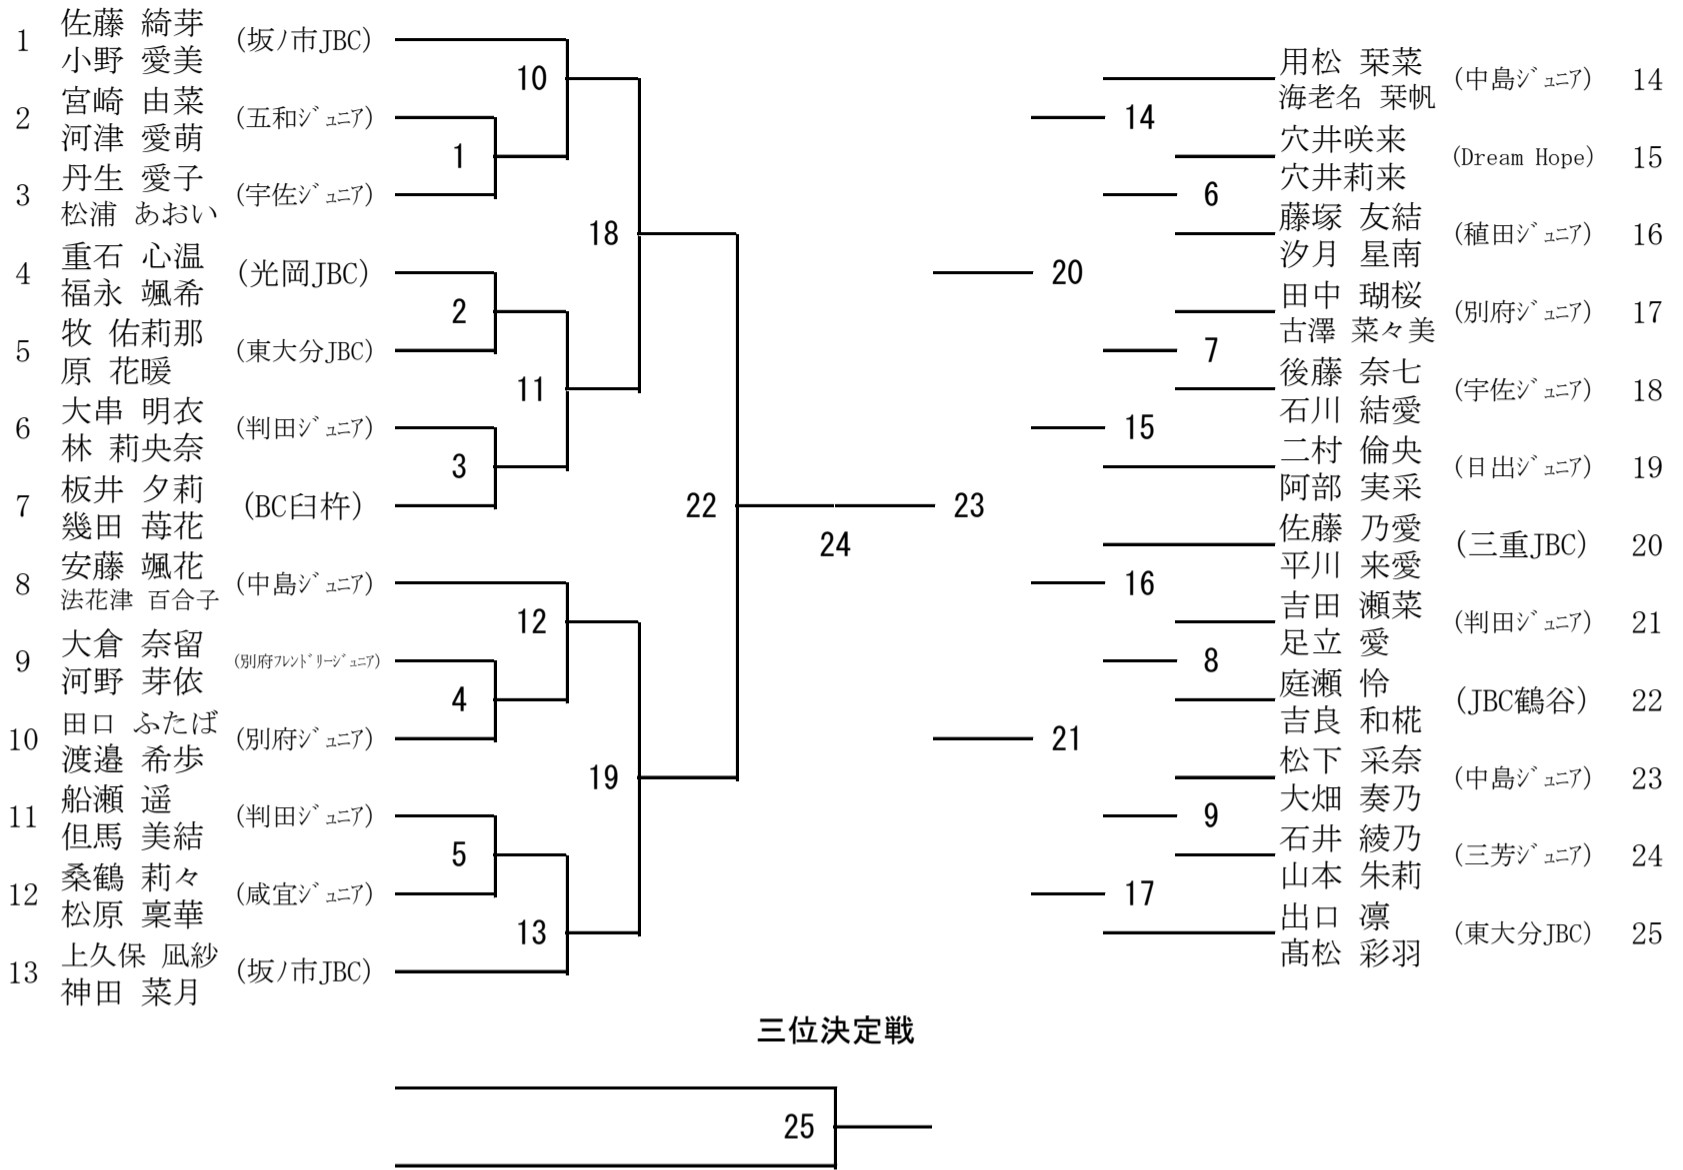 1 佐藤 綺芽 (坂ノ市JBC)
小野 愛美
2 宮崎 由菜 (五和ジュニア)
河津 愛萌
3 丹生 愛子 (宇佐ジュニア)
松浦 あおい
4 重石 心温 (光岡JBC)
福永 颯希
5 牧 佑莉那 (東大分JBC)
原 花暖
6 大串 明衣 (判田ジュニア)
林 莉央奈
7 板井 夕莉 (BC臼杵)
幾田 苺花
8 安藤 颯花 (中島ジュニア)
法花津 百合子
9 大倉 奈留 (別府フレンドリージュニア)
河野 芽依
10 田口 ふたば (別府ジュニア)
渡邉 希歩
11 船瀬 遥 (判田ジュニア)
但馬 美結
12 桑鶴 莉々 (咸宜ジュニア)
松原 稟華
13 上久保 凪紗 (坂ノ市JBC)
神田 菜月
10
1
18
2
11
3
22
12
4
19
5
13
24
23
14
6
20
7
15
16
8
21
9
17
用松 栞菜 (中島ジュニア) 14
海老名 栞帆
穴井咲来 (Dream Hope) 15
穴井莉来
藤塚 友結 (稙田ジュニア) 16
汐月 星南
田中 瑚桜 (別府ジュニア) 17
古澤 菜々美
後藤 奈七 (宇佐ジュニア) 18
石川 結愛
二村 倫央 (日出ジュニア) 19
阿部 実采
佐藤 乃愛 (三重JBC) 20
平川 来愛
吉田 瀬菜 (判田ジュニア) 21
足立 愛
庭瀬 怜 (JBC鶴谷) 22
吉良 和椛
松下 采奈 (中島ジュニア) 23
大畑 奏乃
石井 綾乃 (三芳ジュニア) 24
山本 朱莉
出口 凛 (東大分JBC) 25
髙松 彩羽
三位決定戦
25